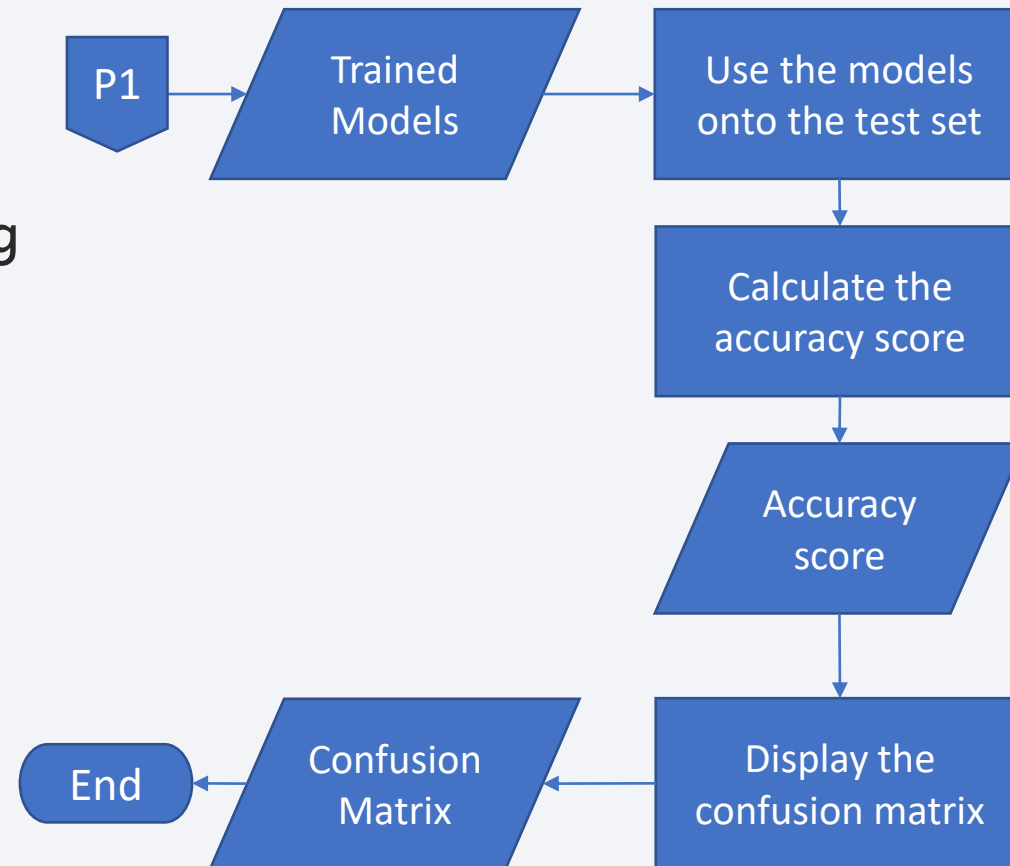 P1
Trained
Models
Use the models
onto the test set
g
Calculate the
accuracy score
Accuracy
score
Display the
confusion matrix
Confusion
Matrix
End